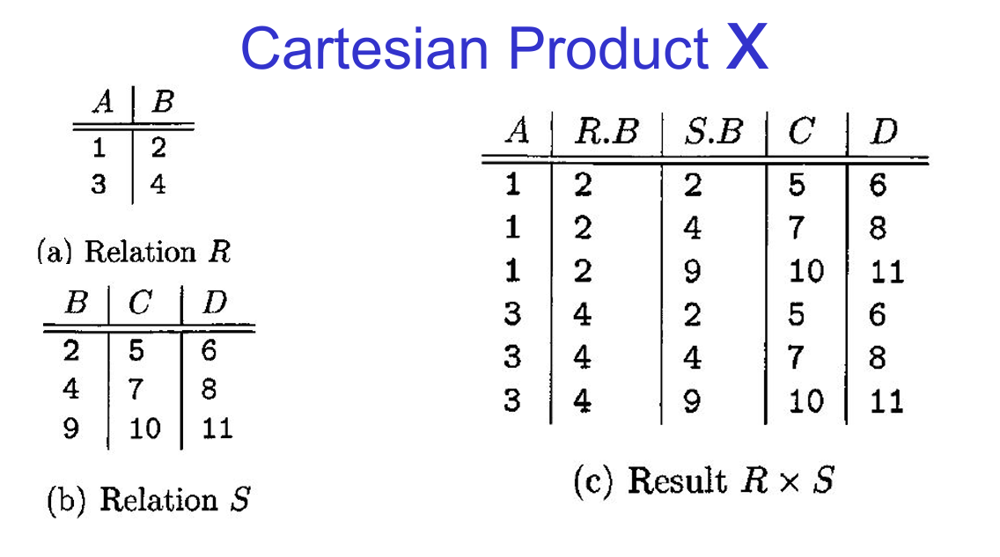 Cartesian Product X
A B
1 2
3 4
(a) Relation R
B C D
2 5 6
4 7 8
9 10 11
(b) Relation S
A R.B S.B C D
1 2 2 5 6
1 2 4 7 8
1 2 9 10 11
3 4 2 5 6
3 4 4 7 8
3 4 9 10 11
(c) Result R × S